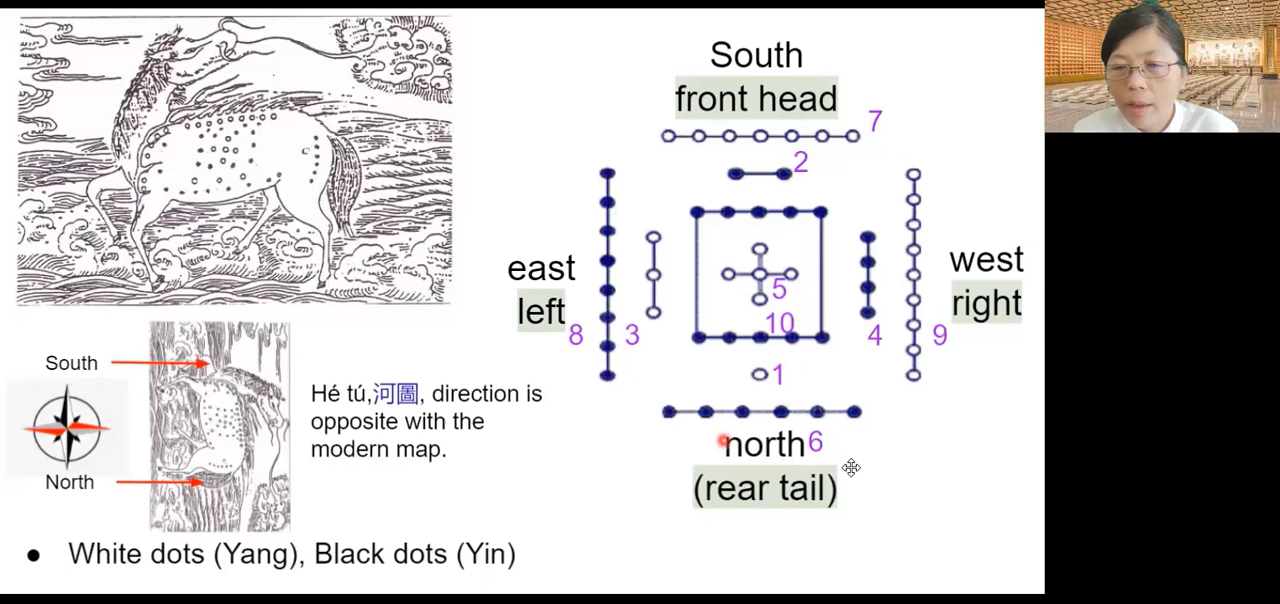 South
front head
7
2
east
left
8
3
5
10
4
9
west
right
1
north 6
(rear tail)
South
North
Hé tú,河圖, direction is
opposite with the
modern map.
● White dots (Yang), Black dots (Yin)